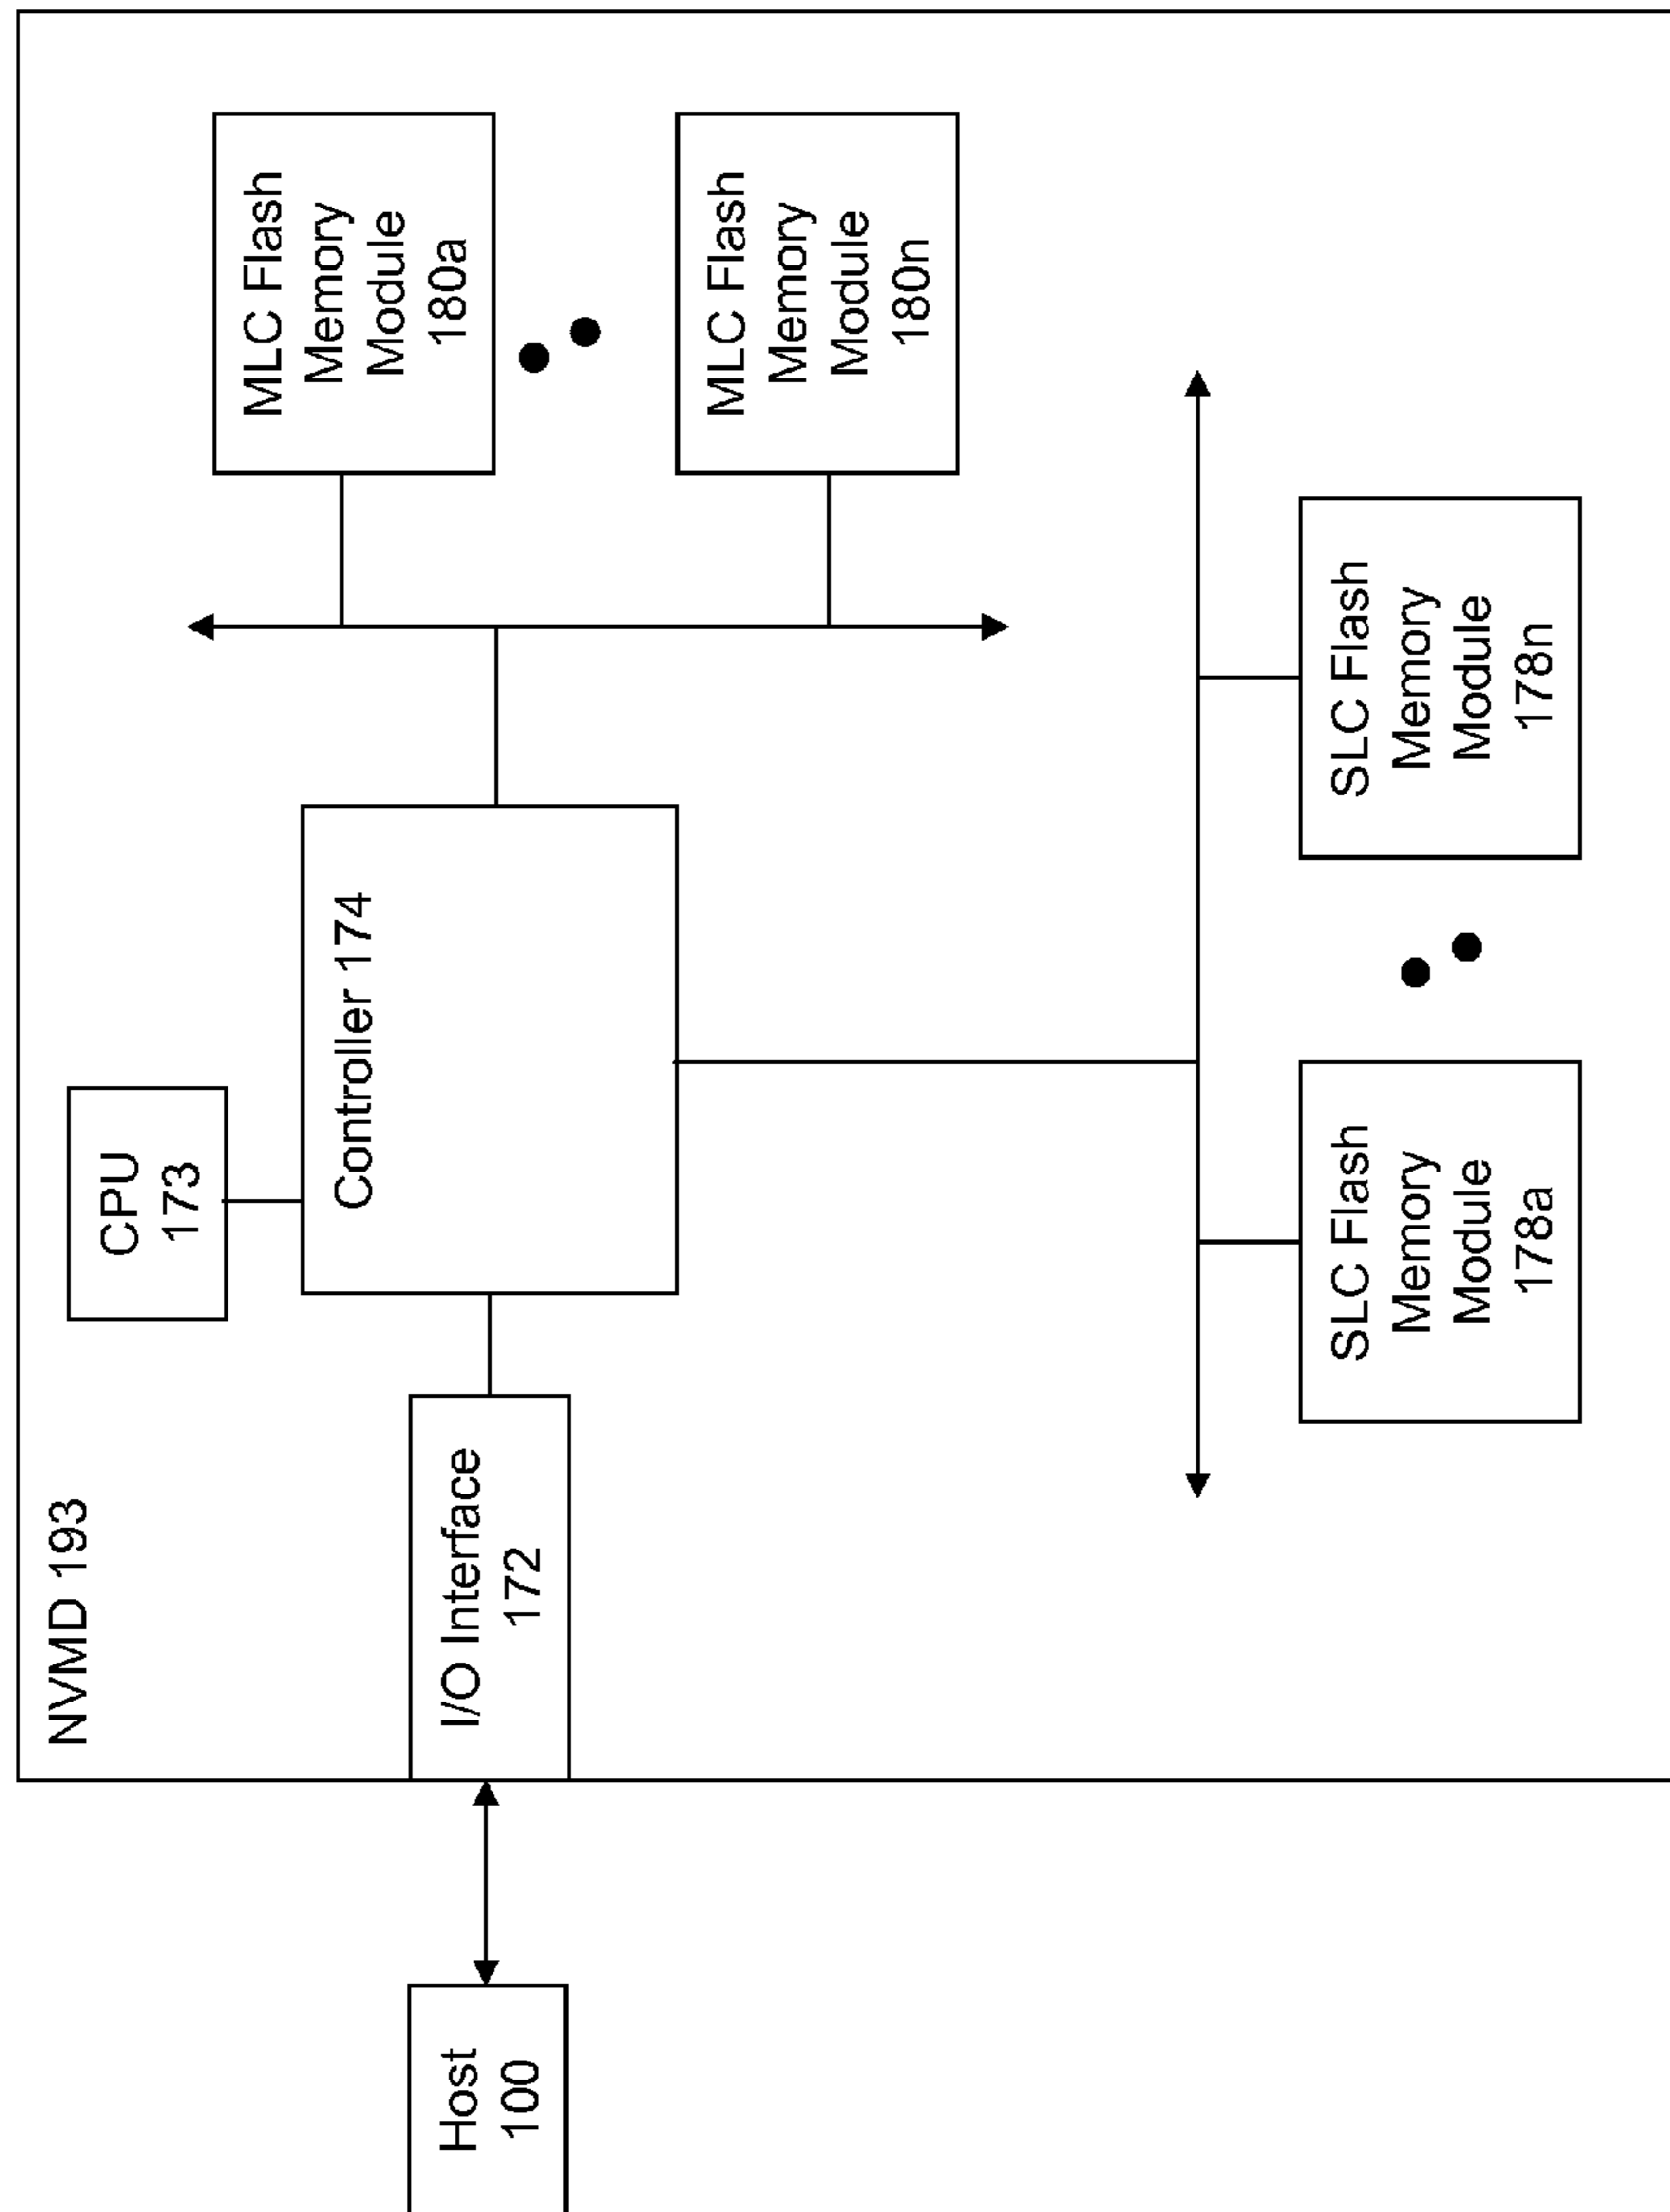 NVMD 193
CPU
173
MLC Flash
Memory
Module
180a
Controller 174
Host
100
I/O Interface
172
MLC Flash
Memory
Module
180n
SLC Flash
Memory
Module
178a
SLC Flash
Memory
Module
178n